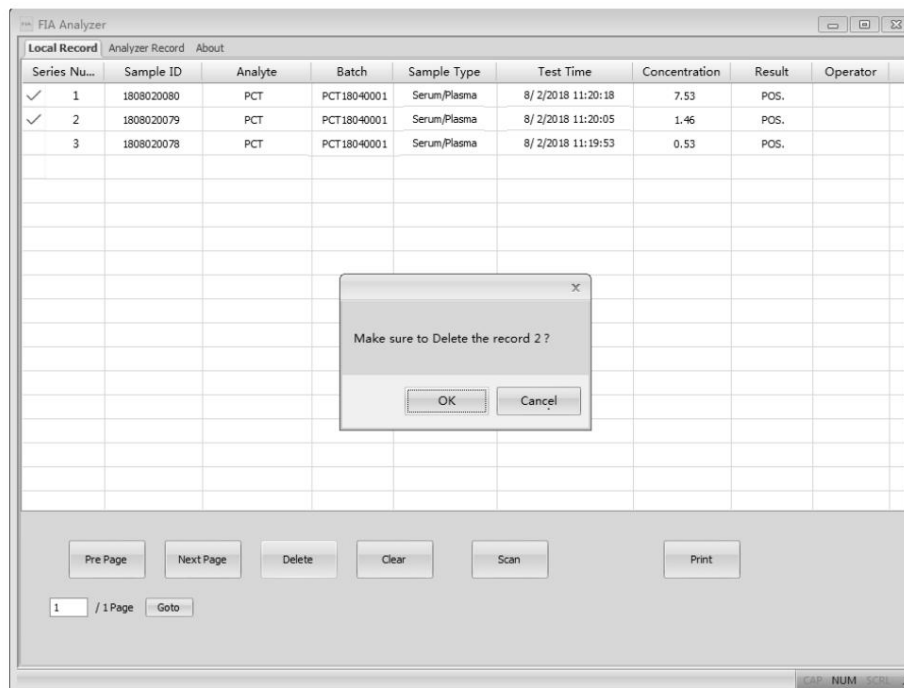 FIA FIA Analyzer
Local Record Analyzer Record About
Series Nu... Sample ID Analyte Batch Sample Type Test Time Concentration Result Operator
1 1808020080 PCT PCT18040001 Serum/Plasma 8/ 2/2018 11:20:18 7.53 POS.
2 1808020079 PCT PCT18040001 Serum/Plasma 8/ 2/2018 11:20:05 1.46 POS.
3 1808020078 PCT PCT18040001 Serum/Plasma 8/ 2/2018 11:19:53 0.53 POS.
Make sure to Delete the record 2 ?
OK Cancel
Pre Page Next Page Delete Clear Scan Print
1 / 1 Page Goto
CAP NUM SCRL